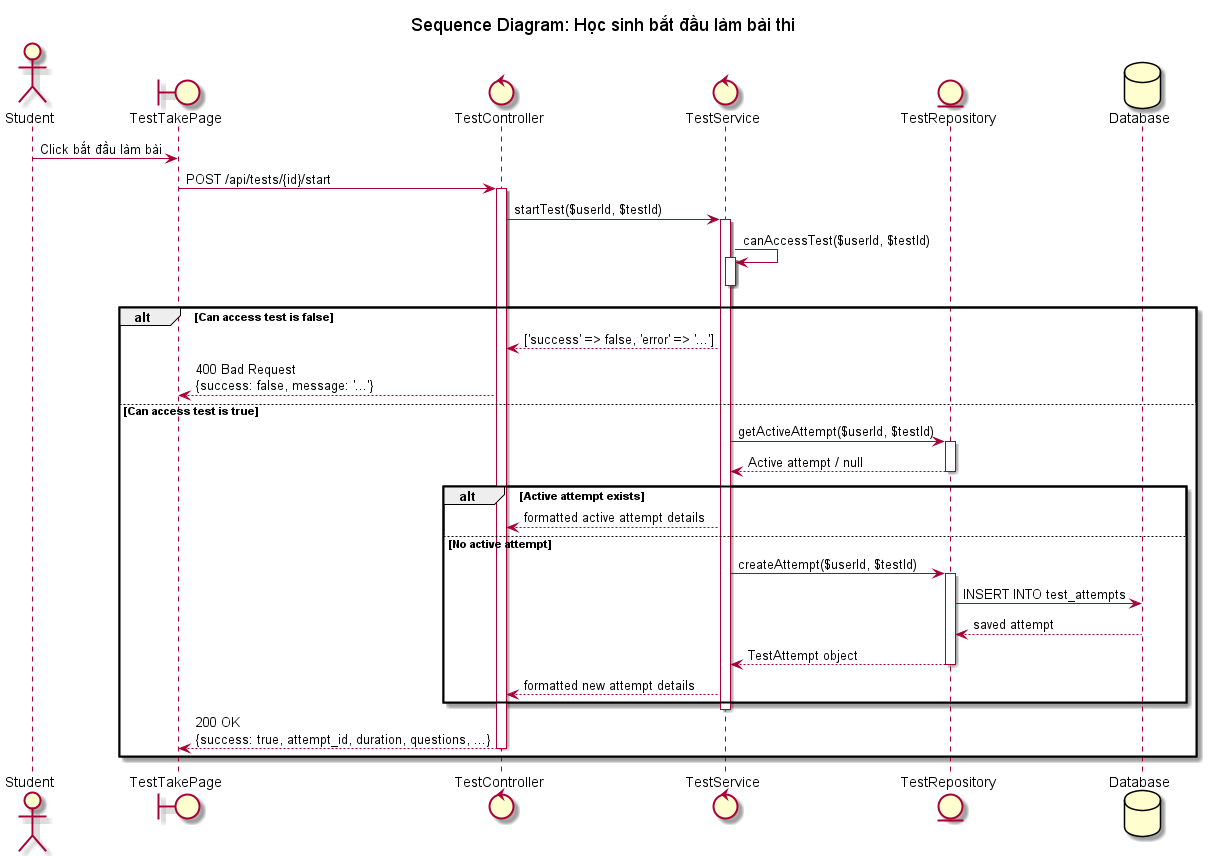 Sequence Diagram: Học sinh bắt đầu làm bài thi
Student
TestTakePage
TestController
TestService
TestRepository
Database
Click bắt đầu làm bài
POST /api/tests/{id}/start
startTest($userId, $testId)
canAccessTest($userId, $testId)
alt [Can access test is false]
['success' => false, 'error' => '...']
400 Bad Request
{success: false, message: '...'}
[Can access test is true]
getActiveAttempt($userId, $testId)
Active attempt / null
alt [Active attempt exists]
formatted active attempt details
[No active attempt]
createAttempt($userId, $testId)
INSERT INTO test_attempts
saved attempt
TestAttempt object
formatted new attempt details
200 OK
{success: true, attempt_id, duration, questions, ...}
Student
TestTakePage
TestController
TestService
TestRepository
Database